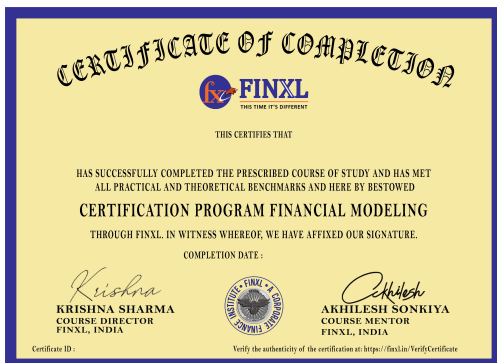 CERTIFICATE OF COMPLETION
fx
FINXL
THIS TIME IT'S DIFFERENT
THIS CERTIFIES THAT
HAS SUCCESSFULLY COMPLETED THE PRESCRIBED COURSE OF STUDY AND HAS MET
ALL PRACTICAL AND THEORETICAL BENCHMARKS AND HERE BY BESTOWED
CERTIFICATION PROGRAM FINANCIAL MODELING
THROUGH FINXL. IN WITNESS WHEREOF, WE HAVE AFFIXED OUR SIGNATURE.
COMPLETION DATE :
Krishna
KRISHNA SHARMA
COURSE DIRECTOR
FINXL, INDIA
FINXL • A CORPORATE FINANCE INSTITUTE •
Akhilesh
AKHILESH SONKIYA
COURSE MENTOR
FINXL, INDIA
Certificate ID :
Verify the authenticity of the certification at: https://finxl.in/VerifyCertificate